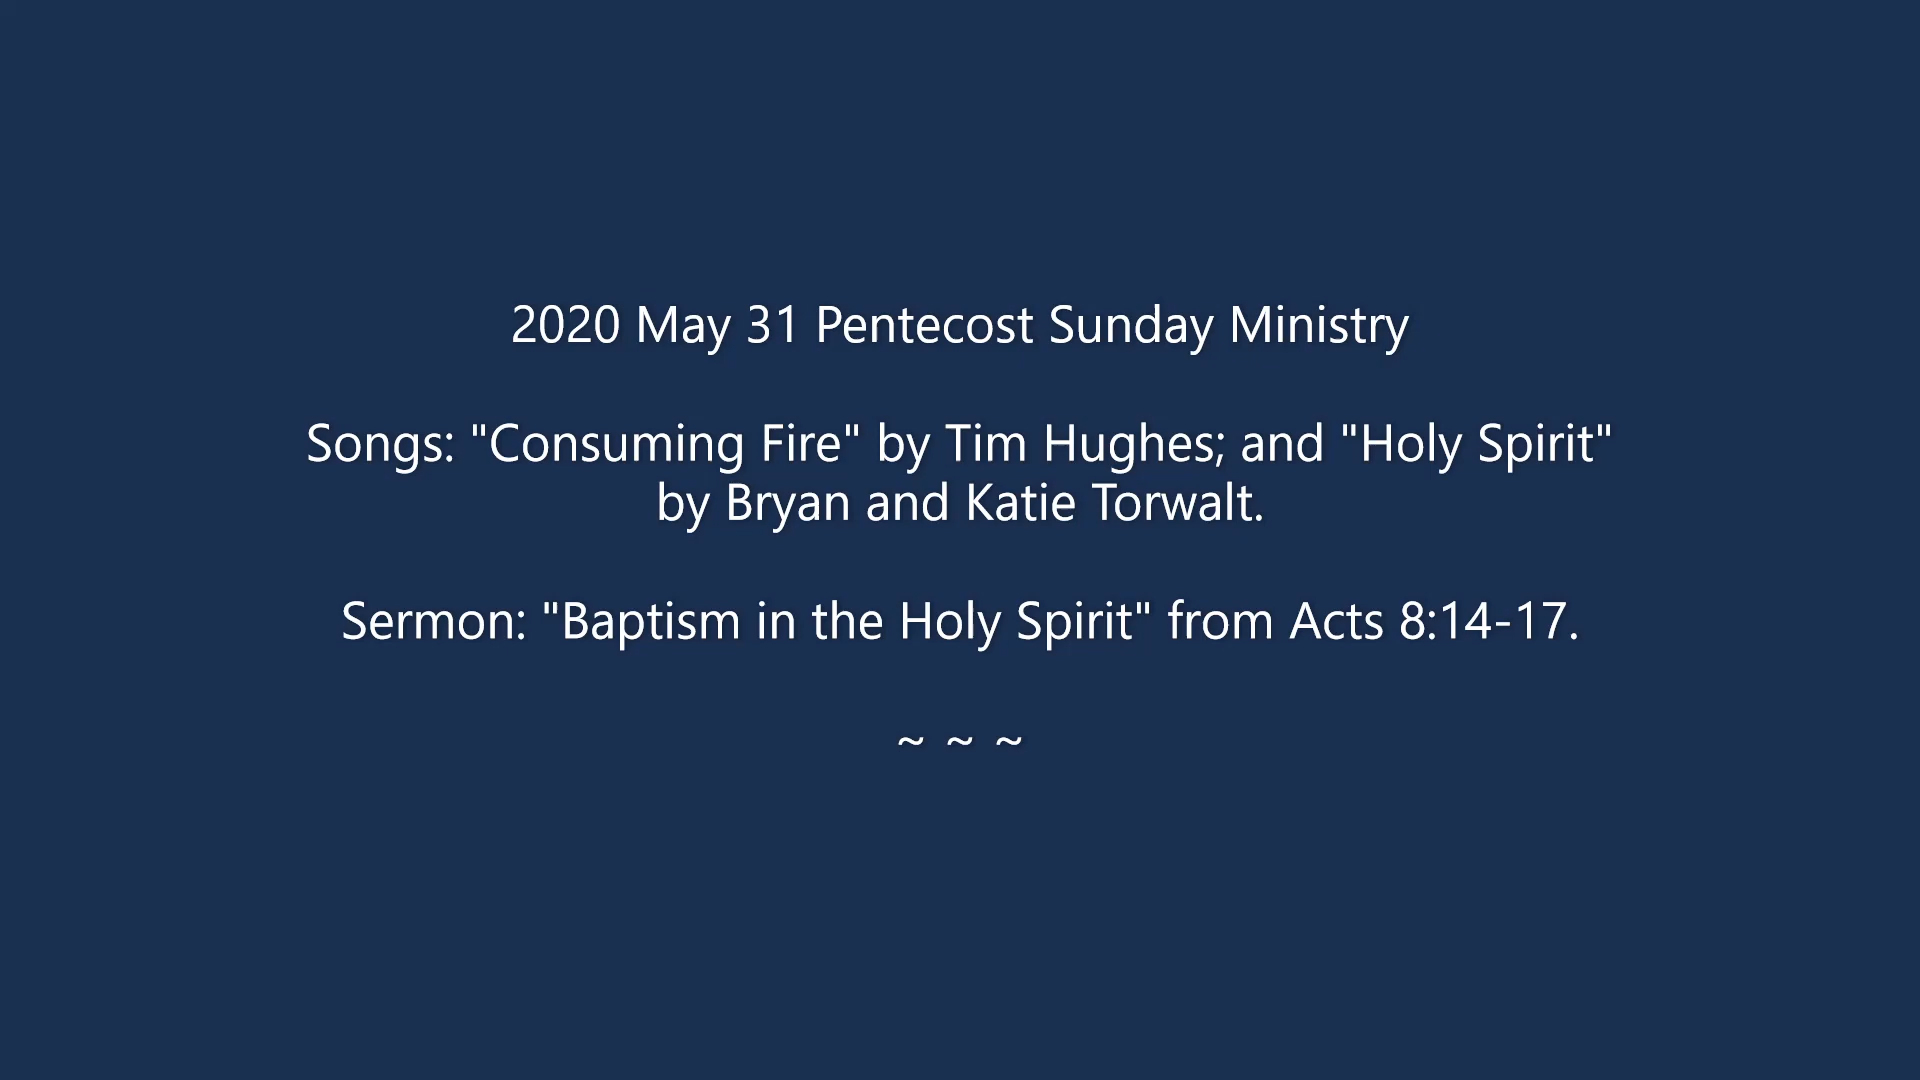 2020 May 31 Pentecost Sunday Ministry
Songs: "Consuming Fire" by Tim Hughes; and "Holy Spirit"
by Bryan and Katie Torwalt.
Sermon: "Baptism in the Holy Spirit" from Acts 8:14-17.
~ ~ ~